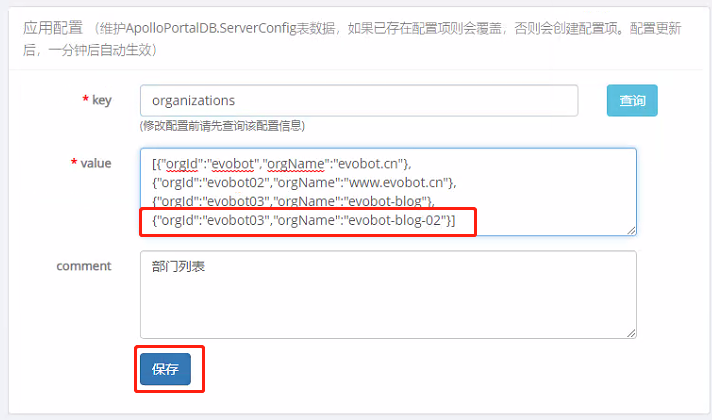 应用配置 (维护ApolloPortalDB.ServerConfig表数据，如果已存在配置项则会覆盖，否则会创建配置项。配置更新
后，一分钟后自动生效)
* key
organizations
查询
(修改配置前请先查询该配置信息)
* value
[{"orgId":"evobot","orgName":"evobot.cn"},
{"orgId":"evobot02","orgName":"www.evobot.cn"},
{"orgId":"evobot03","orgName":"evobot-blog"},
{"orgId":"evobot03","orgName":"evobot-blog-02"}]
comment
部门列表
保存